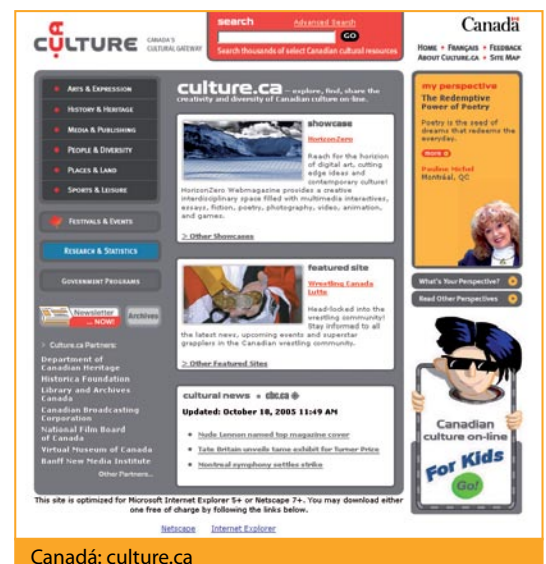 CULTURE
CANADA'S
CULTURAL GATEWAY
search
Advanced Search
GO
Search thousands of select Canadian cultural resources
Canada
HOME • FRANÇAIS • FEEDBACK
ABOUT CULTURE.CA • SITE MAP
ARTS & EXPRESSION
HISTORY & HERITAGE
MEDIA & PUBLISHING
PEOPLE & DIVERSITY
PLACES & LAND
SPORTS & LEISURE
FESTIVALS & EVENTS
RESEARCH & STATISTICS
GOVERNMENT PROGRAMS
Newsletter
... NOW!
Archives
> Culture.ca Partners:
Department of
Canadian Heritage
Historica Foundation
Library and Archives
Canada
Canadian Broadcasting
Corporation
National Film Board
of Canada
Virtual Museum of Canada
Banff New Media Institute
Other Partners...
culture.ca – explore, find, share the
creativity and diversity of Canadian culture on-line.
showcase
HorizonZero
Reach for the horizion
of digital art, cutting
edge ideas and
contemporary culture!
HorizonZero Webmagazine provides a creative
interdisciplinary space filled with multimedia interactives,
essays, fiction, poetry, photography, video, animation,
and games.
> Other Showcases
featured site
Wrestling Canada
Lutte
Head-locked into the
wrestling community!
Stay informed to all
the latest news, upcoming events and superstar
grapplers in the Canadian wrestling community.
> Other Featured Sites
cultural news • cbc.ca
Updated: October 18, 2005 11:49 AM
• Nude Lennon named top magazine cover
• Tate Britain unveils tame exhibit for Turner Prize
• Montreal symphony settles strike
my perspective
The Redemptive
Power of Poetry
Poetry is the seed of
dreams that redeems the
everyday.
more
Pauline Michel
Montréal, QC
What's Your Perspective?
Read Other Perspectives
Canadian
culture on-line
For Kids
Go!
This site is optimized for Microsoft Internet Explorer 5+ or Netscape 7+. You may download either
one free of charge by following the links below.
Netscape Internet Explorer
Canadá: culture.ca